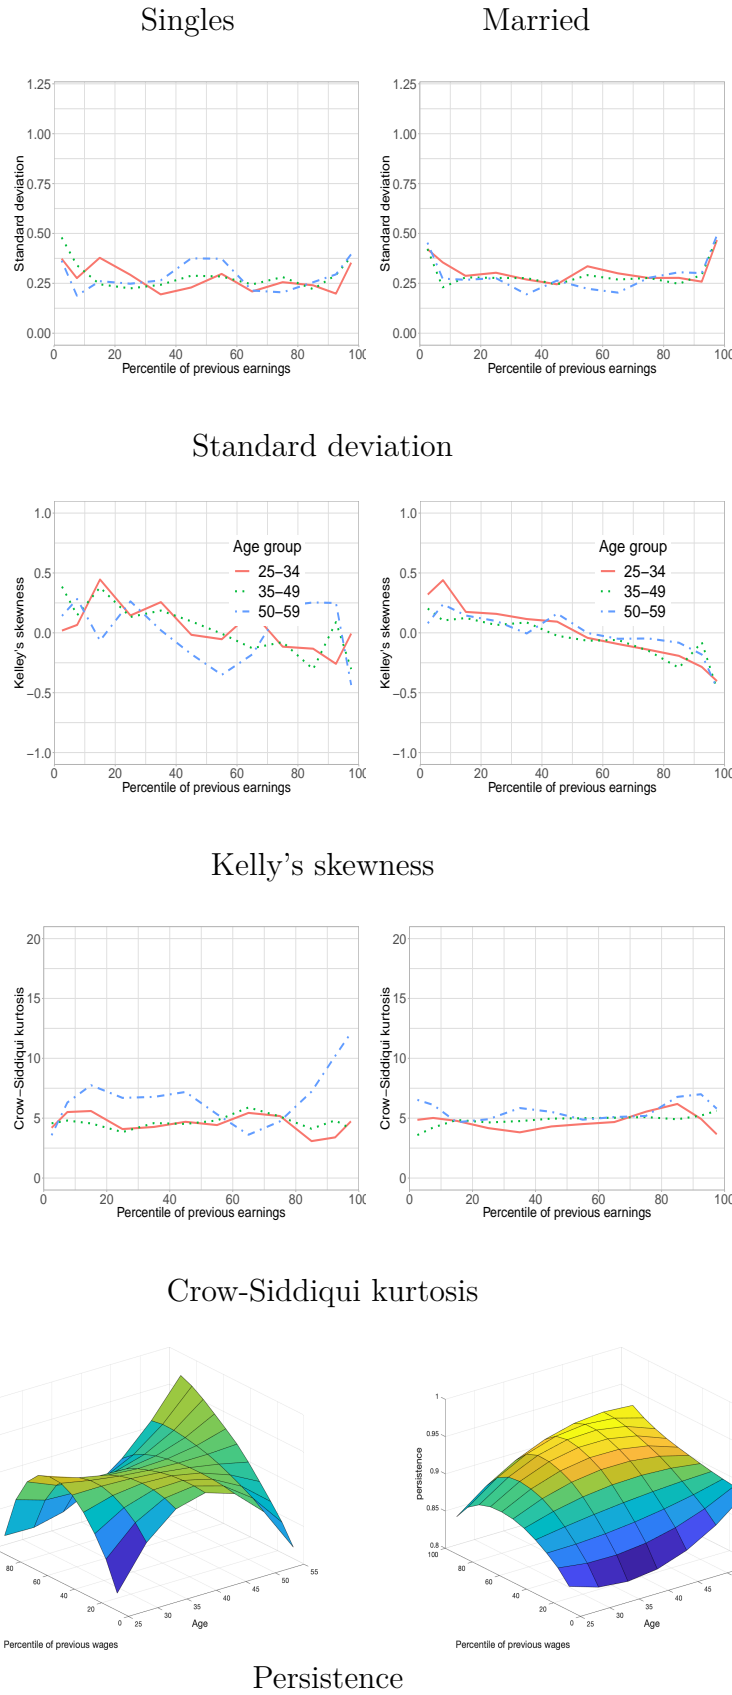 Singles Married
1.25 1.25
1.00 1.00
0.75 0.75
0.50 0.50
0.25 0.25
0.00 0.00
Standard deviation Standard deviation
0 20 40 60 80 100 0 20 40 60 80 100
Percentile of previous earnings Percentile of previous earnings
Standard deviation
1.0 1.0
0.5 0.5
0.0 0.0
−0.5 −0.5
−1.0 −1.0
Kelley's skewness Kelley's skewness
Age group Age group
25−34 25−34
35−49 35−49
50−59 50−59
0 20 40 60 80 100 0 20 40 60 80 100
Percentile of previous earnings Percentile of previous earnings
Kelly's skewness
20 20
15 15
10 10
5 5
0 0
Crow−Siddiqui kurtosis Crow−Siddiqui kurtosis
0 20 40 60 80 100 0 20 40 60 80 100
Percentile of previous earnings Percentile of previous earnings
Crow-Siddiqui kurtosis
1
0.95
0.9
0.85
0.8
persistence
80 60 40 20 0 100 80 60 40 20 0
25 30 35 40 45 50 55 25 30 35 40 45
Age Age
Percentile of previous wages Percentile of previous wages
Persistence